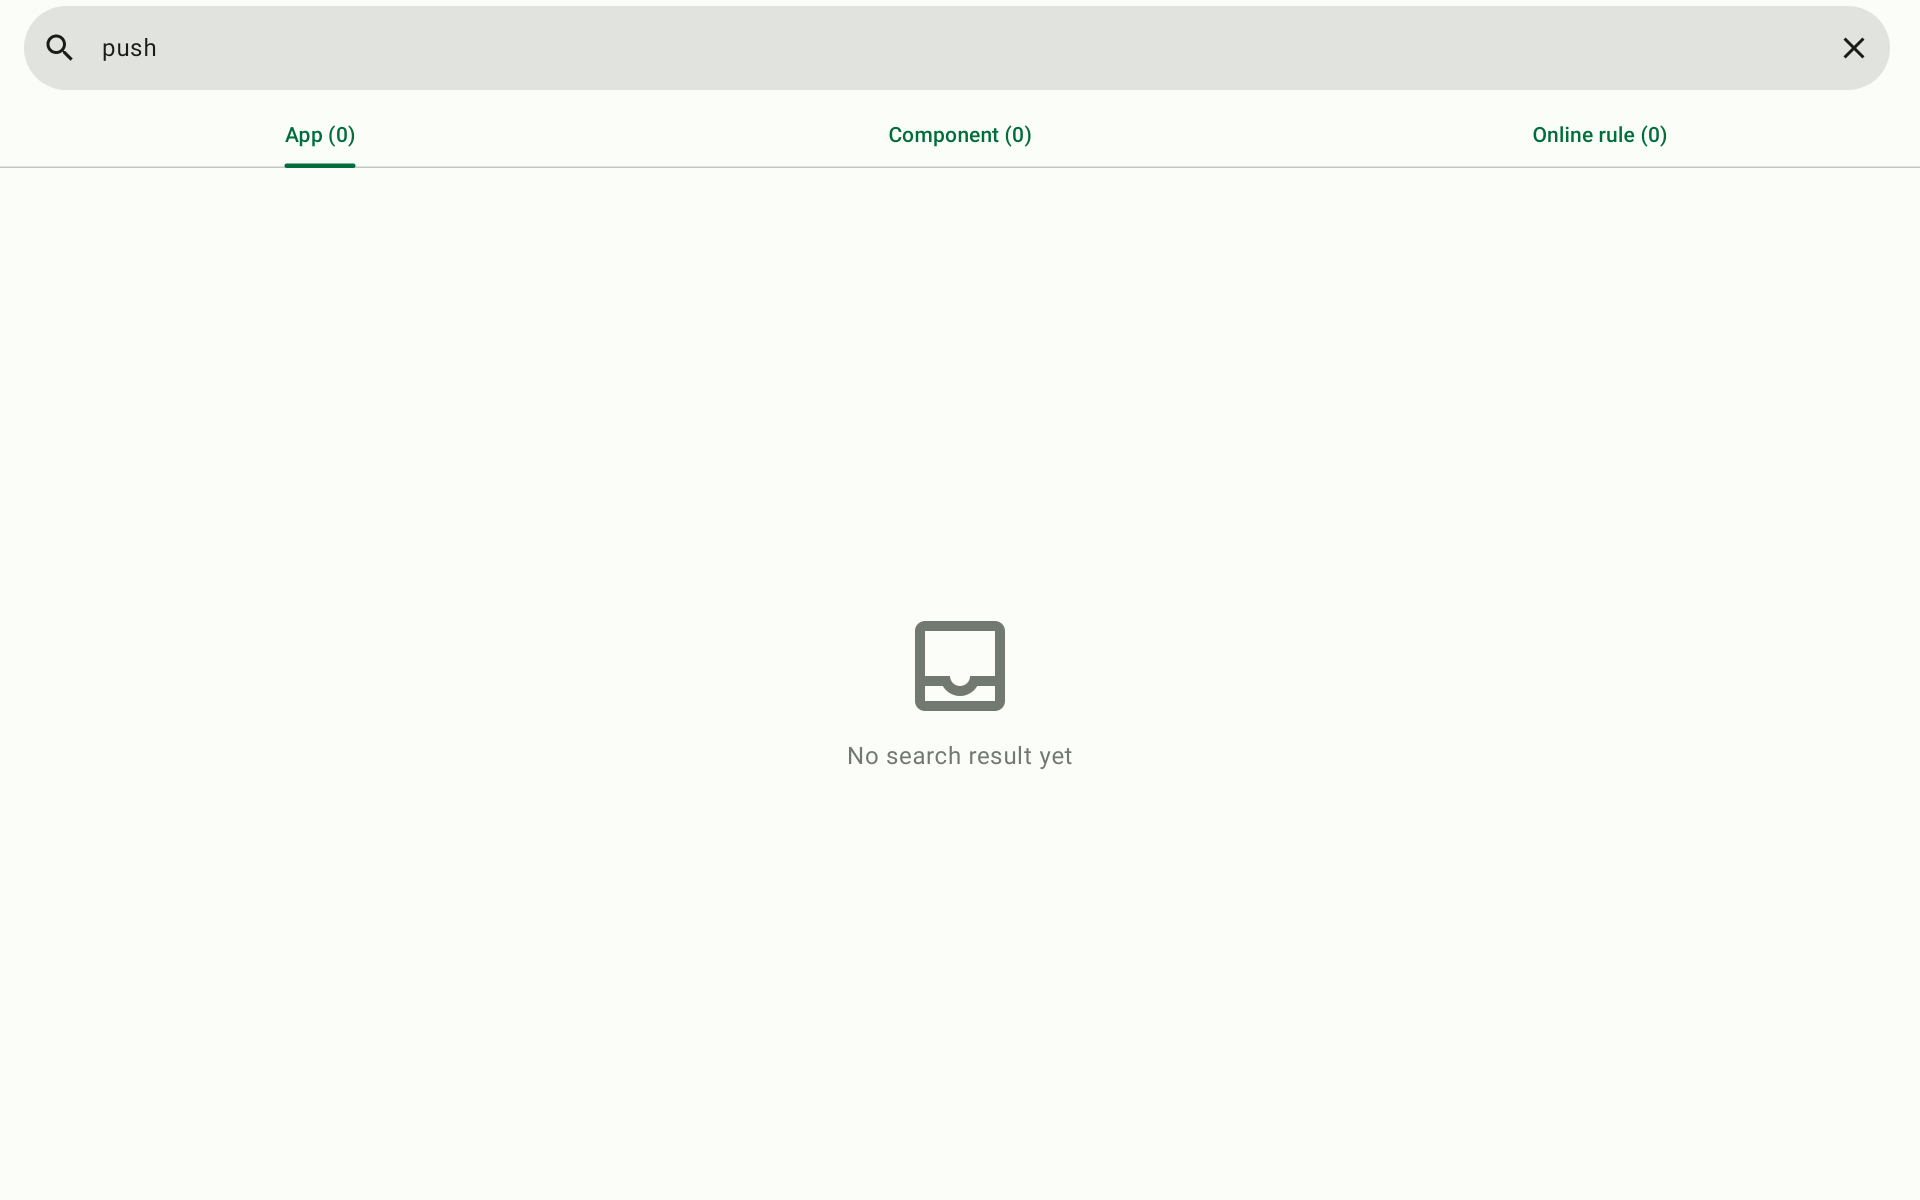 push
App (0)
Component (0)
Online rule (0)
No search result yet